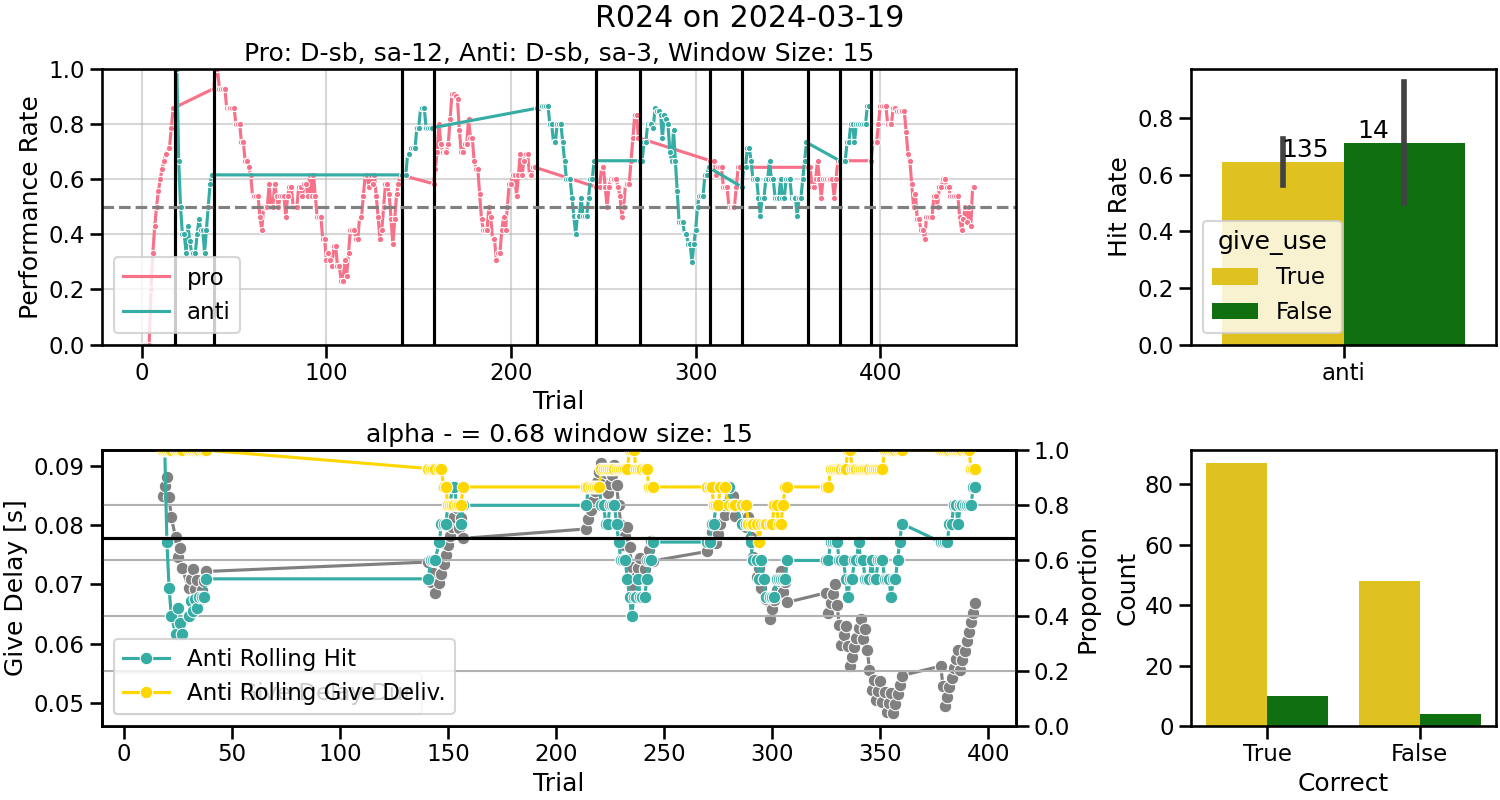 R024 on 2024-03-19
Pro: D-sb, sa-12, Anti: D-sb, sa-3, Window Size: 15
Performance Rate
1.0
0.8
0.6
0.4
0.2
0.0
pro
anti
0
100
200
300
400
Trial
Hit Rate
0.8
0.6
0.4
0.2
0.0
135
14
give_use
True
False
anti
alpha - = 0.68 window size: 15
Give Delay [s]
0.09
0.08
0.07
0.06
0.05
Anti Rolling Hit
Anti Rolling Give Deliv.
0
50
100
150
200
250
300
350
400
Trial
1.0
0.8
0.6
0.4
0.2
0.0
Proportion
Count
80
60
40
20
0
True
False
Correct